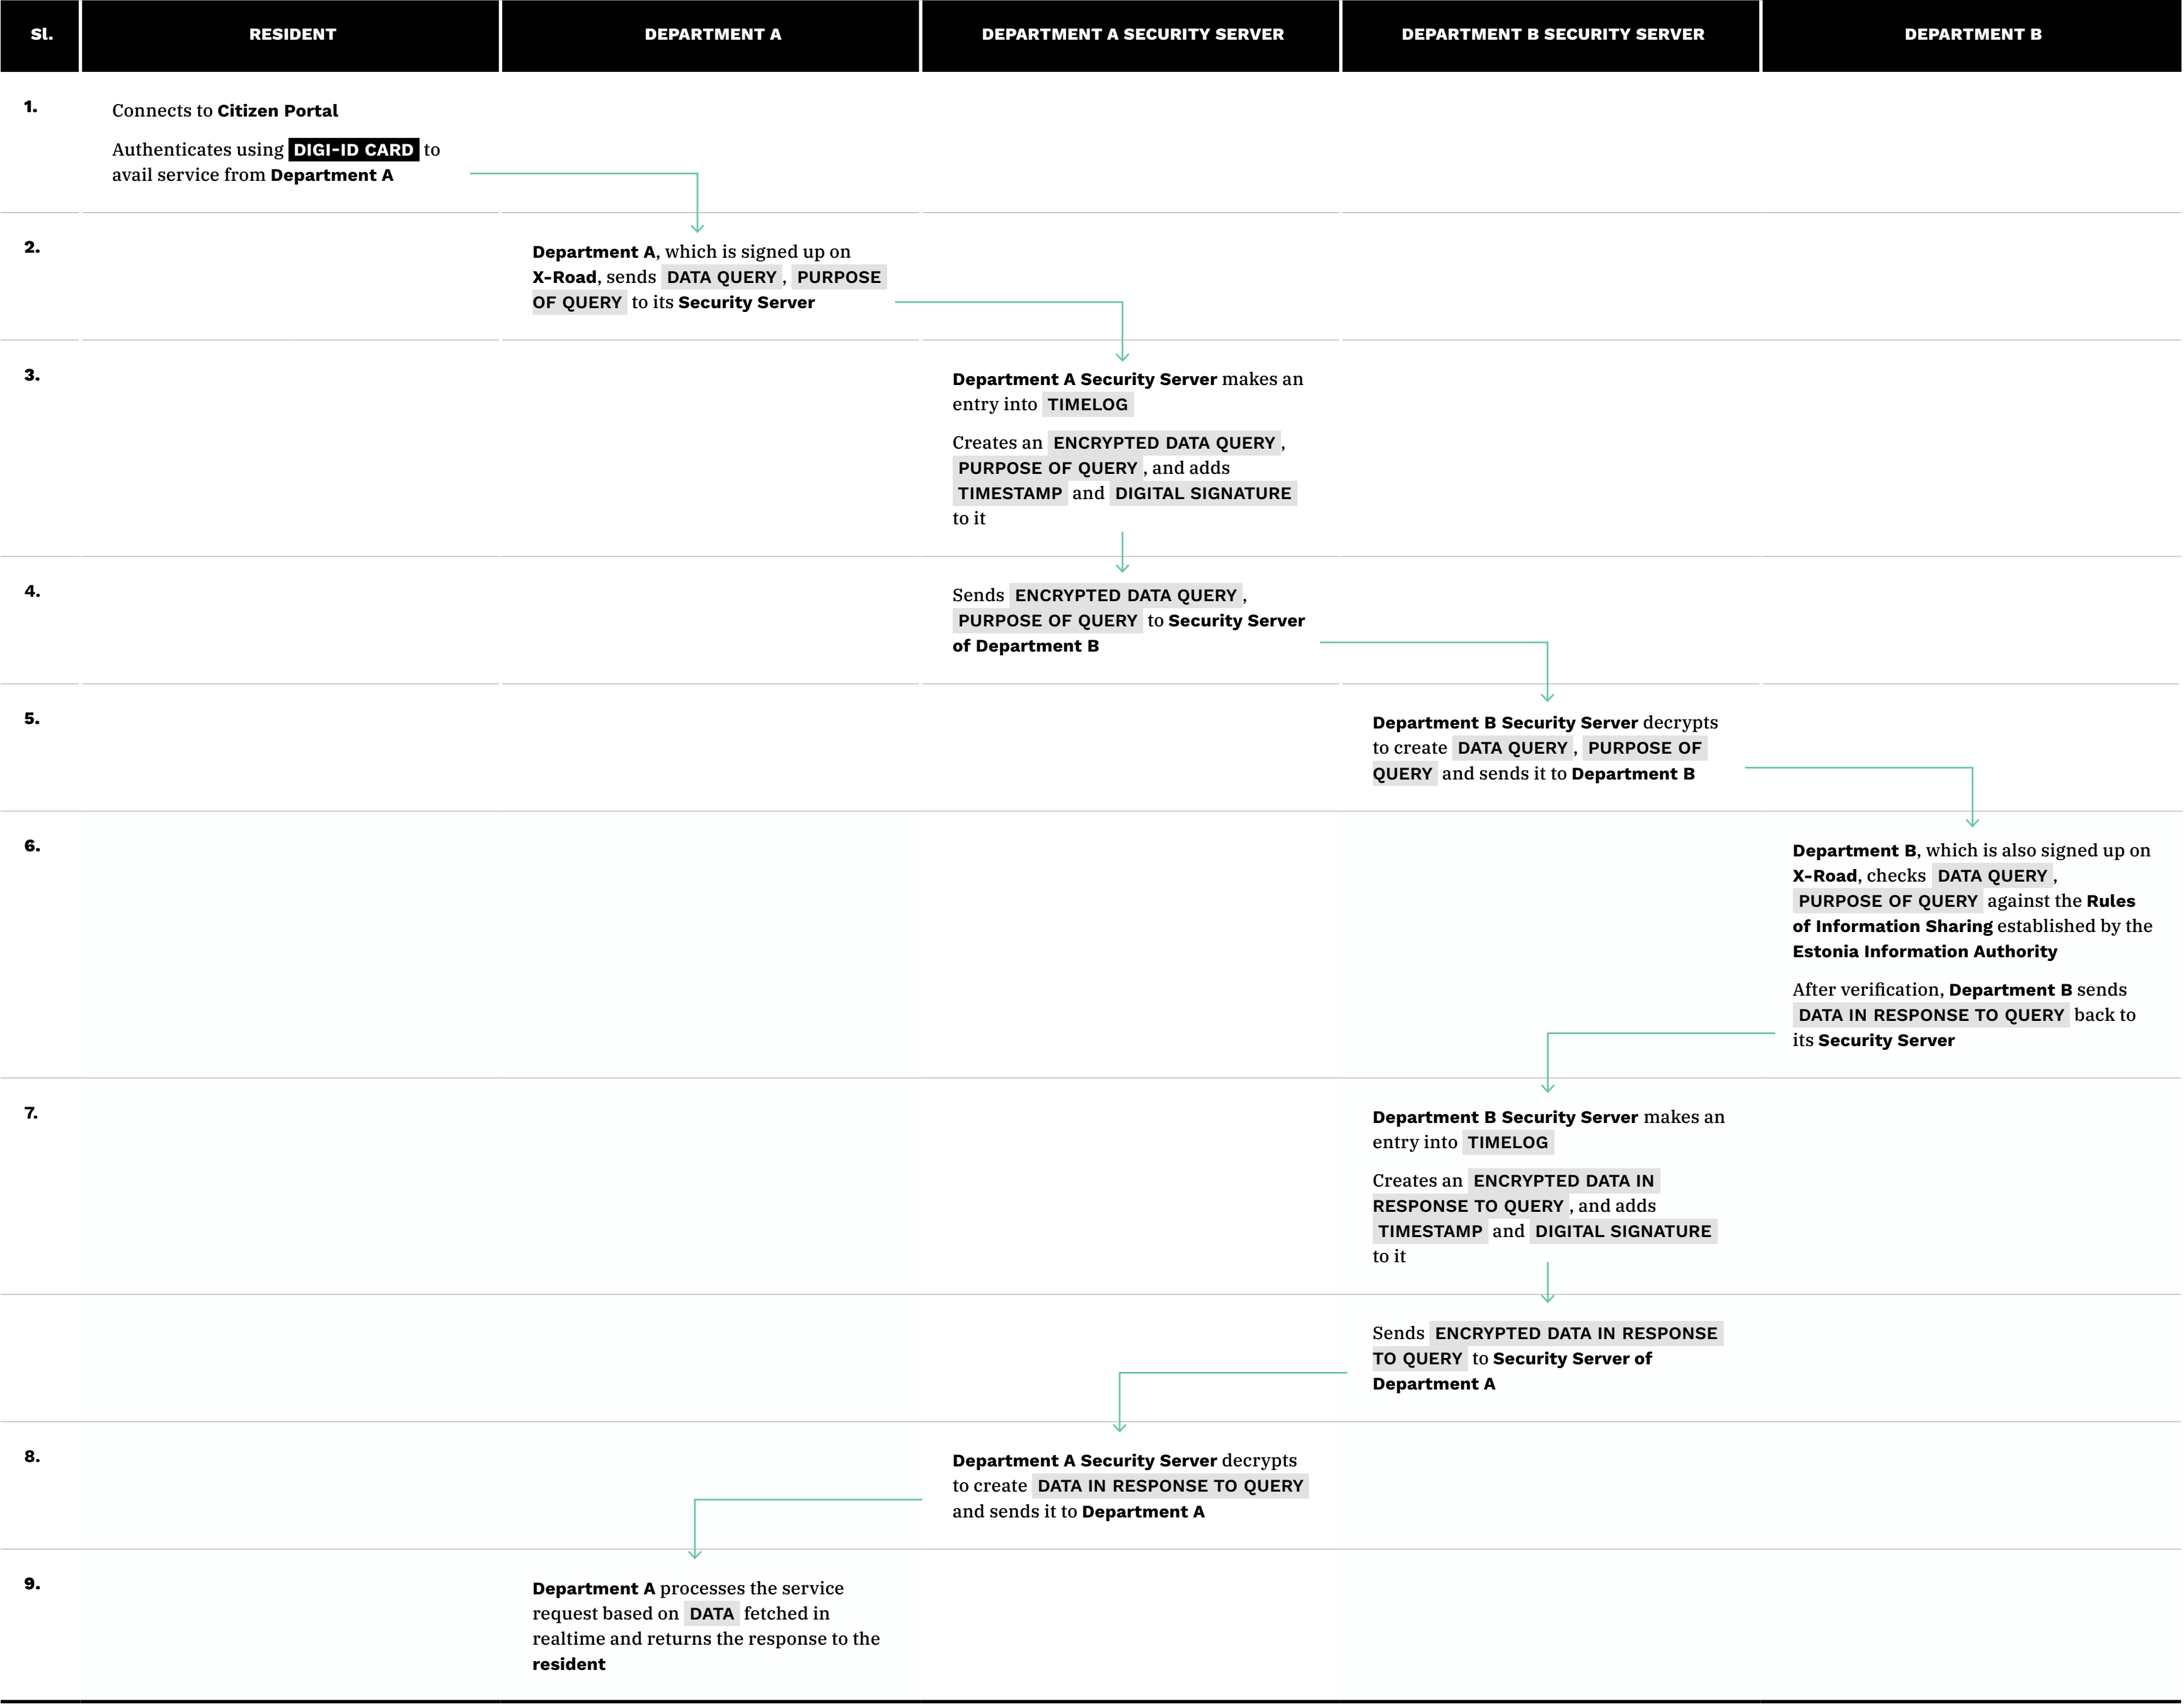 Sl.
RESIDENT
DEPARTMENT A
DEPARTMENT A SECURITY SERVER
DEPARTMENT B SECURITY SERVER
DEPARTMENT B
1.
Connects to Citizen Portal
Authenticates using DIGI-ID CARD to
avail service from Department A
2.
Department A, which is signed up on
X-Road, sends DATA QUERY, PURPOSE
OF QUERY to its Security Server
3.
Department A Security Server makes an
entry into TIMELOG
Creates an ENCRYPTED DATA QUERY,
PURPOSE OF QUERY, and adds
TIMESTAMP and DIGITAL SIGNATURE
to it
4.
Sends ENCRYPTED DATA QUERY,
PURPOSE OF QUERY to Security Server
of Department B
5.
Department B Security Server decrypts
to create DATA QUERY, PURPOSE OF
QUERY and sends it to Department B
6.
Department B, which is also signed up on
X-Road, checks DATA QUERY,
PURPOSE OF QUERY against the Rules
of Information Sharing established by the
Estonia Information Authority
After verification, Department B sends
DATA IN RESPONSE TO QUERY back to
its Security Server
7.
Department B Security Server makes an
entry into TIMELOG
Creates an ENCRYPTED DATA IN
RESPONSE TO QUERY, and adds
TIMESTAMP and DIGITAL SIGNATURE
to it
Sends ENCRYPTED DATA IN RESPONSE
TO QUERY to Security Server of
Department A
8.
Department A Security Server decrypts
to create DATA IN RESPONSE TO QUERY
and sends it to Department A
9.
Department A processes the service
request based on DATA fetched in
realtime and returns the response to the
resident